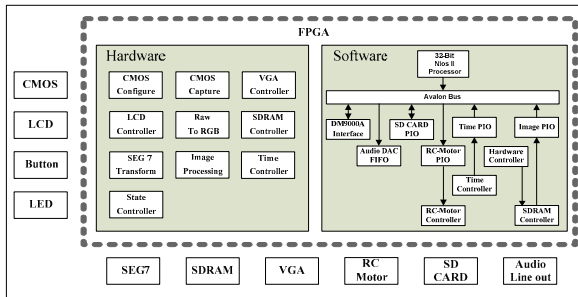 FPGA
Hardware
CMOS
Configure
CMOS
Capture
VGA
Controller
LCD
Controller
Raw
To RGB
SDRAM
Controller
SEG 7
Transform
Image
Processing
Time
Controller
State
Controller
Software
32-Bit
Nios II
Processor
Avalon Bus
DM9000A
Interface
SD CARD
PIO
Time PIO
Image PIO
Audio DAC
FIFO
RC-Motor
PIO
Hardware
Controller
Time
Controller
RC-Motor
Controller
SDRAM
Controller
CMOS
LCD
Button
LED
SEG7
SDRAM
VGA
RC
Motor
SD
CARD
Audio
Line out